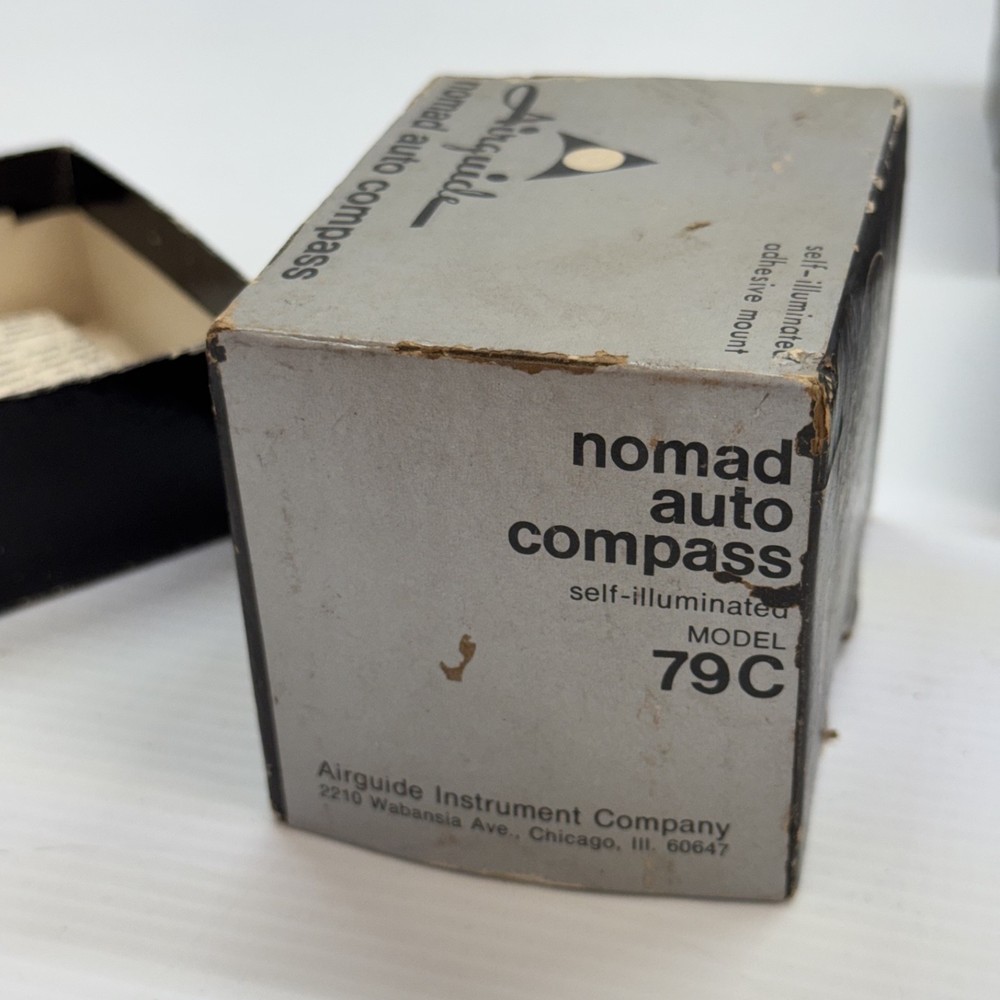 Airguide
nomad auto compass
self-illuminated
adhesive mount
nomad
auto
compass
self-illuminated
MODEL
79C
Airguide Instrument Company
2210 Wabansia Ave., Chicago, Ill. 60647